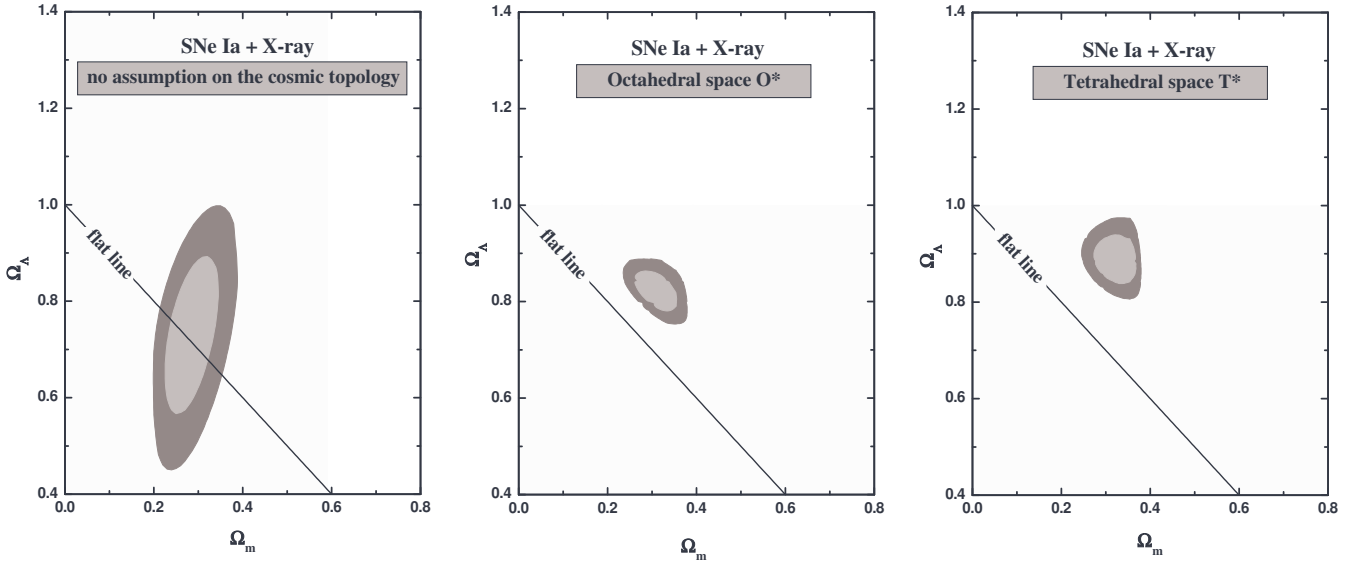 SNe Ia + X-ray
no assumption on the cosmic topology
flat line
Ω_Λ
1.4
1.2
1.0
0.8
0.6
0.4
0.0 0.2 0.4 0.6 0.8
Ω_m
SNe Ia + X-ray
Octahedral space O*
flat line
Ω_Λ
1.4
1.2
1.0
0.8
0.6
0.4
0.0 0.2 0.4 0.6 0.8
Ω_m
SNe Ia + X-ray
Tetrahedral space T*
flat line
Ω_Λ
1.4
1.2
1.0
0.8
0.6
0.4
0.0 0.2 0.4 0.6 0.8
Ω_m